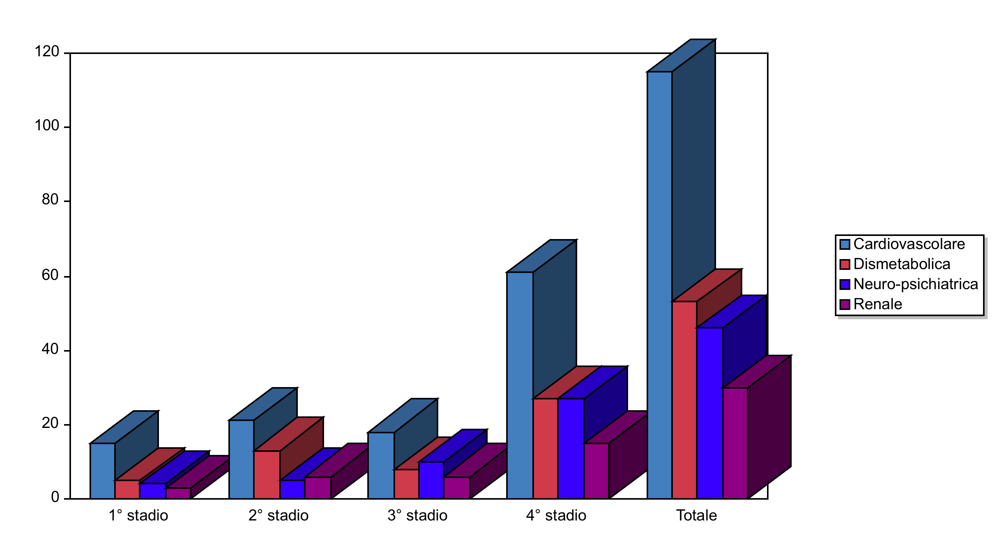 120
100
80
60
40
20
0
1° stadio
2° stadio
3° stadio
4° stadio
Totale
Cardiovascolare
Dismetabolica
Neuro-psichiatrica
Renale